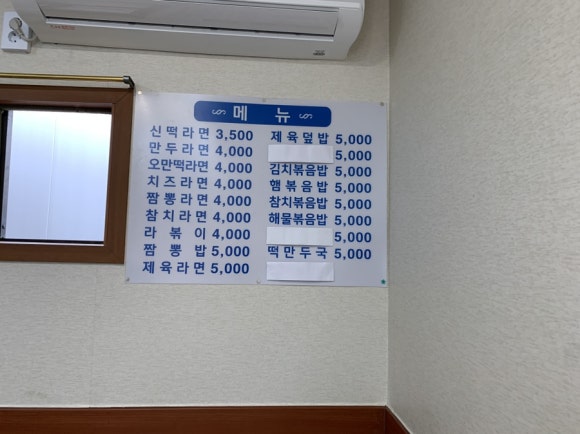 메 뉴
신떡라면 3,500
만두라면 4,000
오만떡라면 4,000
치즈라면 4,000
짬뽕라면 4,000
참치라면 4,000
라 볶 이 4,000
짬 뽕 밥 5,000
제육라면 5,000
제육덮밥 5,000
5,000
김치볶음밥 5,000
햄볶음밥 5,000
참치볶음밥 5,000
해물볶음밥 5,000
5,000
떡만두국 5,000